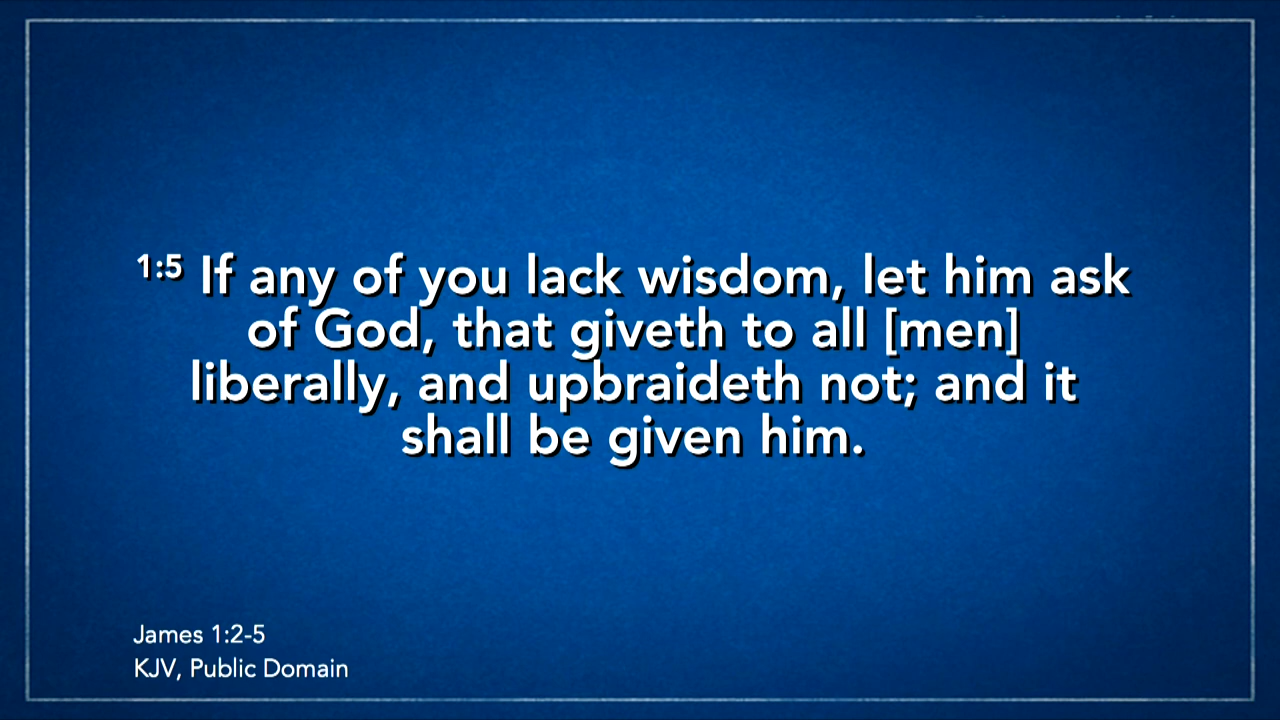 1:5 If any of you lack wisdom, let him ask
of God, that giveth to all [men]
liberally, and upbraideth not; and it
shall be given him.
James 1:2-5
KJV, Public Domain